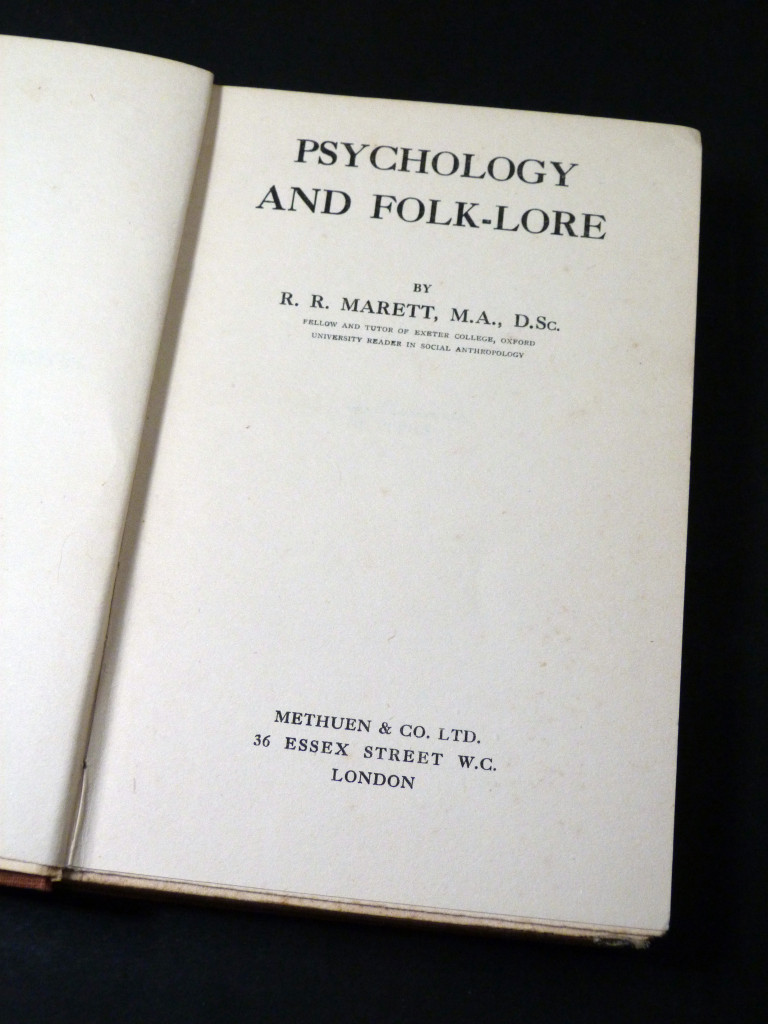 PSYCHOLOGY
AND FOLK-LORE
BY
R. R. MARETT, M.A., D.Sc.
FELLOW AND TUTOR OF EXETER COLLEGE, OXFORD
UNIVERSITY READER IN SOCIAL ANTHROPOLOGY
METHUEN & CO. LTD.
36 ESSEX STREET W.C.
LONDON